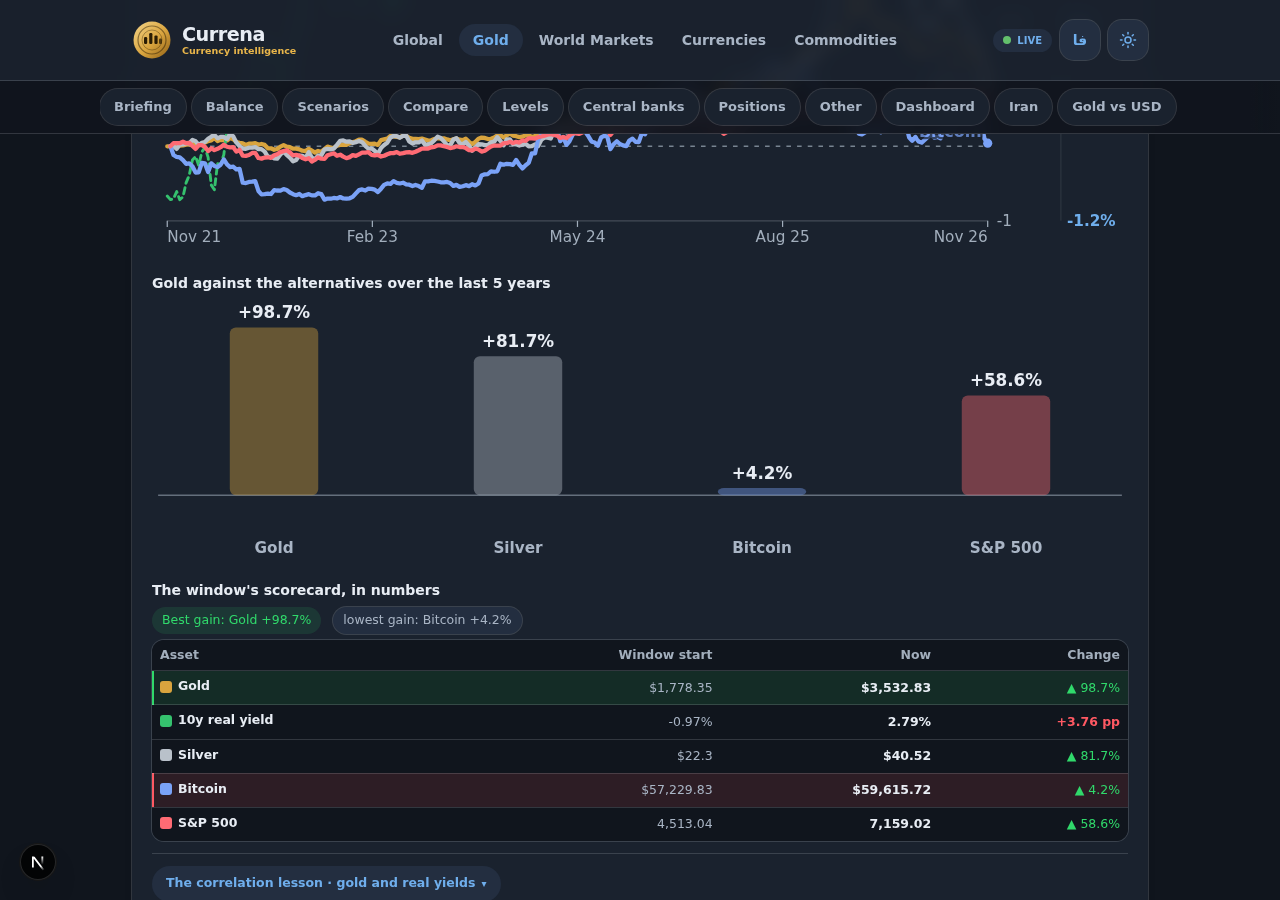 Currena
Currency intelligence
Global Gold World Markets Currencies Commodities
LIVE
فا
Briefing Balance Scenarios Compare Levels Central banks Positions Other Dashboard Iran Gold vs USD
Bitcoin
-1
-1.2%
Nov 21 Feb 23 May 24 Aug 25 Nov 26
Gold against the alternatives over the last 5 years
+98.7% +81.7% +4.2% +58.6%
Gold Silver Bitcoin S&P 500
The window's scorecard, in numbers
Best gain: Gold +98.7% lowest gain: Bitcoin +4.2%
Asset Window start Now Change
Gold $1,778.35 $3,532.83 ▲ 98.7%
10y real yield -0.97% 2.79% +3.76 pp
Silver $22.3 $40.52 ▲ 81.7%
Bitcoin $57,229.83 $59,615.72 ▲ 4.2%
S&P 500 4,513.04 7,159.02 ▲ 58.6%
N
The correlation lesson · gold and real yields ▾